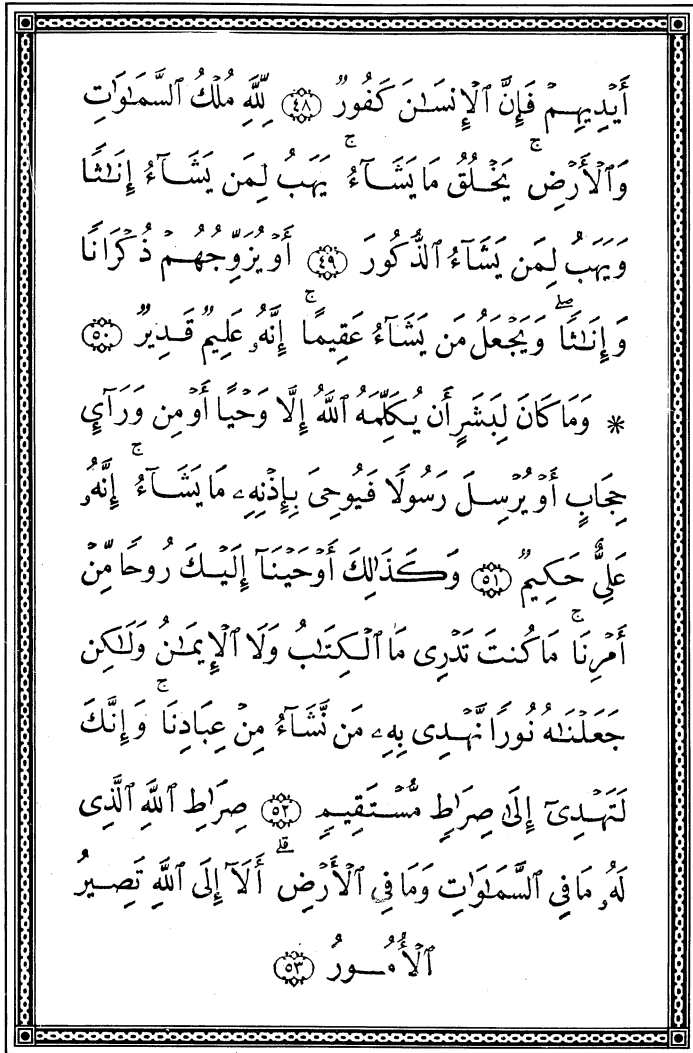 أَيْدِيهِمْ فَإِنَّ ٱلْإِنسَٰنَ كَفُورٌ ﴿٤٨﴾ لِّلَّهِ مُلْكُ ٱلسَّمَٰوَٰتِ
وَٱلْأَرْضِ ۚ يَخْلُقُ مَا يَشَآءُ ۚ يَهَبُ لِمَن يَشَآءُ إِنَٰثًا
وَيَهَبُ لِمَن يَشَآءُ ٱلذُّكُورَ ﴿٤٩﴾ أَوْ يُزَوِّجُهُمْ ذُكْرَانًا
وَإِنَٰثًا ۖ وَيَجْعَلُ مَن يَشَآءُ عَقِيمًا ۚ إِنَّهُۥ عَلِيمٌ قَدِيرٌ ﴿٥٠﴾
* وَمَا كَانَ لِبَشَرٍ أَن يُكَلِّمَهُ ٱللَّهُ إِلَّا وَحْيًا أَوْ مِن وَرَآئِ
حِجَابٍ أَوْ يُرْسِلَ رَسُولًا فَيُوحِىَ بِإِذْنِهِۦ مَا يَشَآءُ ۚ إِنَّهُۥ
عَلِىٌّ حَكِيمٌ ﴿٥١﴾ وَكَذَٰلِكَ أَوْحَيْنَآ إِلَيْكَ رُوحًا مِّنْ
أَمْرِنَا ۚ مَا كُنتَ تَدْرِى مَا ٱلْكِتَٰبُ وَلَا ٱلْإِيمَٰنُ وَلَٰكِن
جَعَلْنَٰهُ نُورًا نَّهْدِى بِهِۦ مَن نَّشَآءُ مِنْ عِبَادِنَا ۚ وَإِنَّكَ
لَتَهْدِىٓ إِلَىٰ صِرَٰطٍ مُّسْتَقِيمٍ ﴿٥٢﴾ صِرَٰطِ ٱللَّهِ ٱلَّذِى
لَهُۥ مَا فِى ٱلسَّمَٰوَٰتِ وَمَا فِى ٱلْأَرْضِ ۗ أَلَآ إِلَى ٱللَّهِ تَصِيرُ
ٱلْأُمُورُ ﴿٥٣﴾